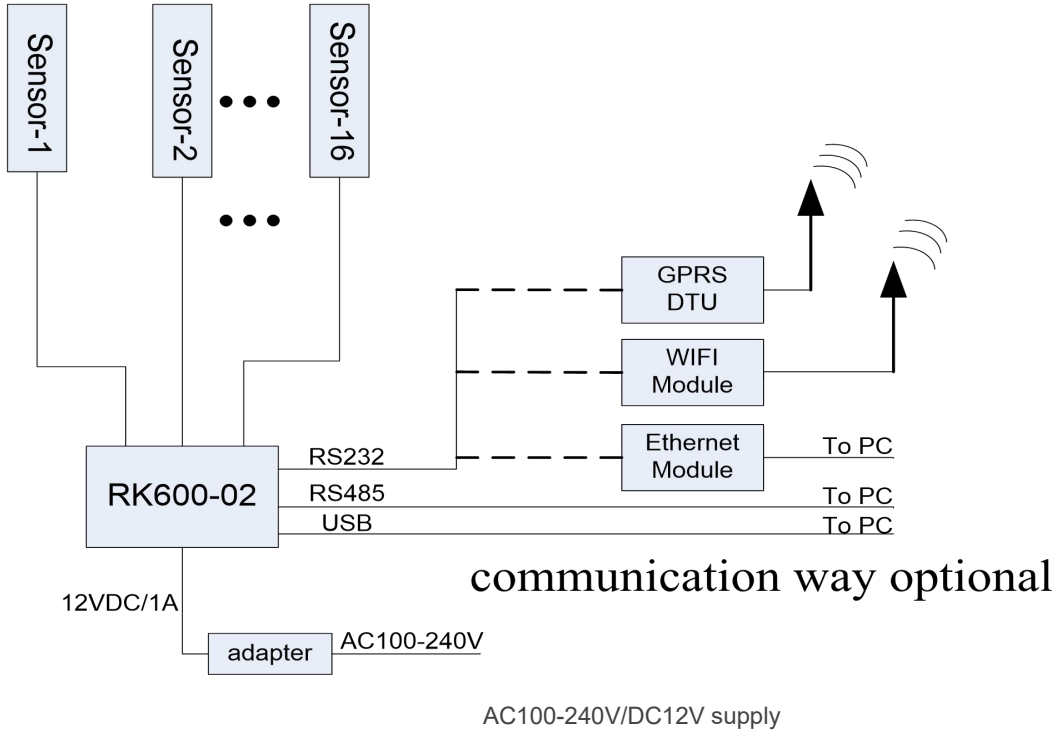 Sensor-1
Sensor-2
Sensor-16
GPRS
DTU
WIFI
Module
Ethernet
Module
To PC
RK600-02
RS232
RS485
To PC
USB
To PC
communication way optional
12VDC/1A
adapter
AC100-240V
AC100-240V/DC12V supply